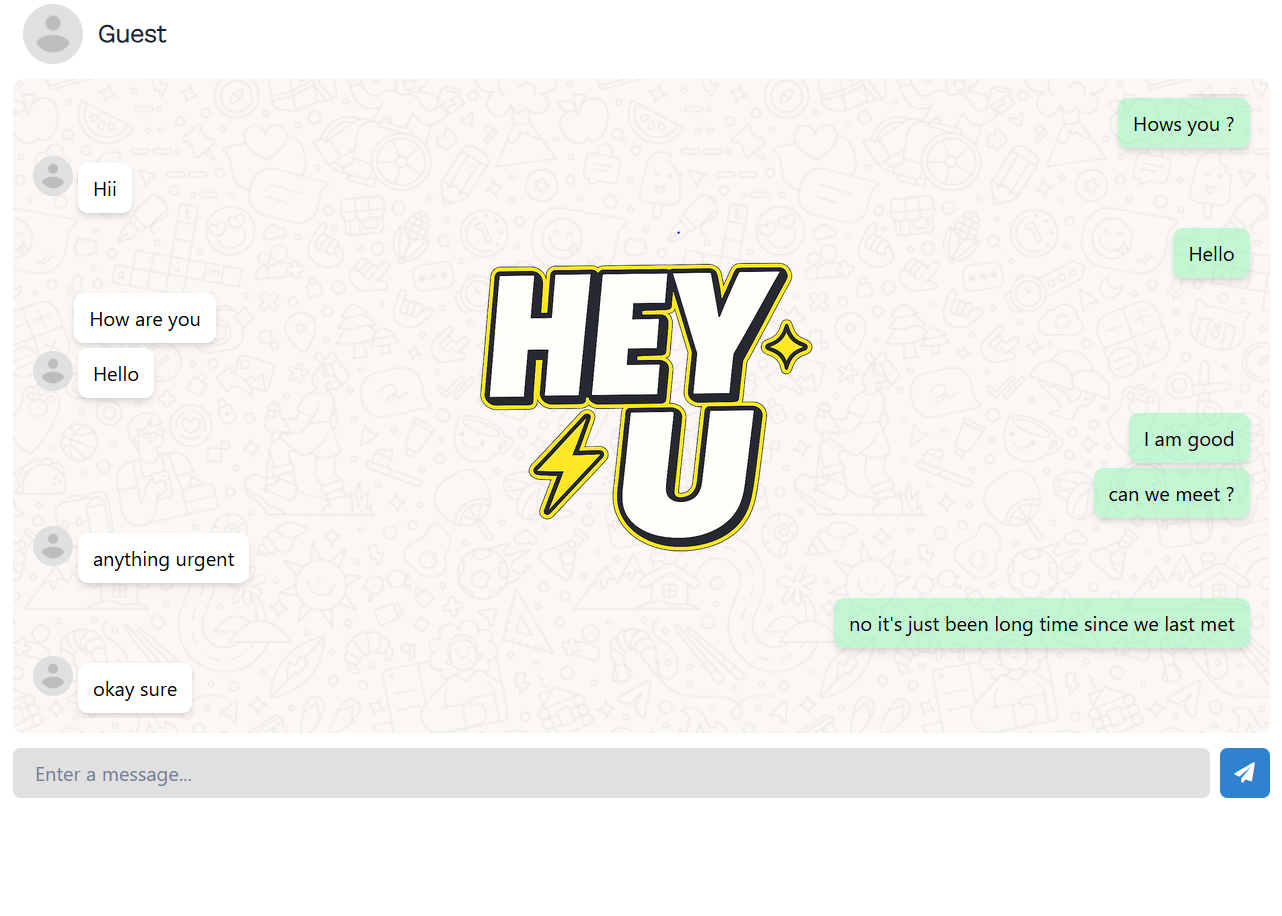 Guest
Hows you ?
Hii
Hello
How are you
Hello
HEY
U
I am good
can we meet ?
anything urgent
no it's just been long time since we last met
okay sure
Enter a message...